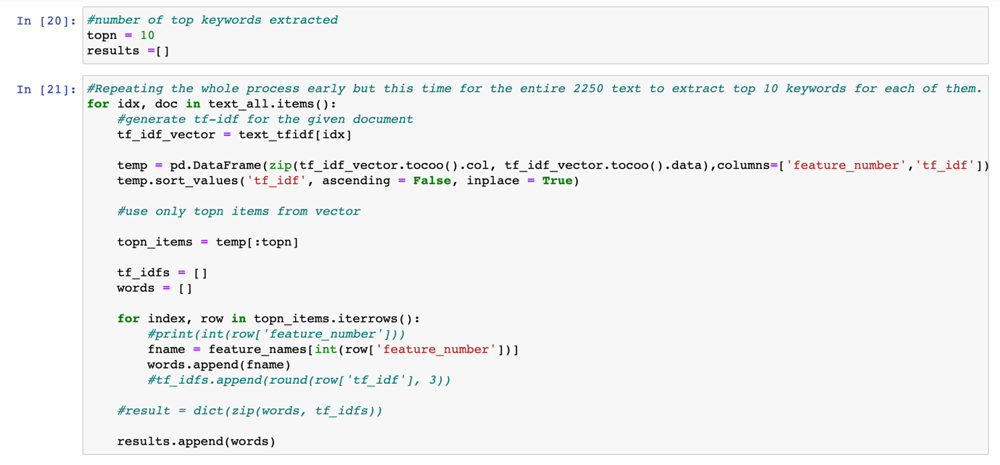 In [20]: #number of top keywords extracted
topn = 10
results =[]
In [21]: #Repeating the whole process early but this time for the entire 2250 text to extract top 10 keywords for each of them.
for idx, doc in text_all.items():
    #generate tf-idf for the given document
    tf_idf_vector = text_tfidf[idx]

    temp = pd.DataFrame(zip(tf_idf_vector.tocoo().col, tf_idf_vector.tocoo().data),columns=['feature_number','tf_idf'])
    temp.sort_values('tf_idf', ascending = False, inplace = True)

    #use only topn items from vector

    topn_items = temp[:topn]

    tf_idfs = []
    words = []

    for index, row in topn_items.iterrows():
        #print(int(row['feature_number']))
        fname = feature_names[int(row['feature_number'])]
        words.append(fname)
        #tf_idfs.append(round(row['tf_idf'], 3))

    #result = dict(zip(words, tf_idfs))

    results.append(words)